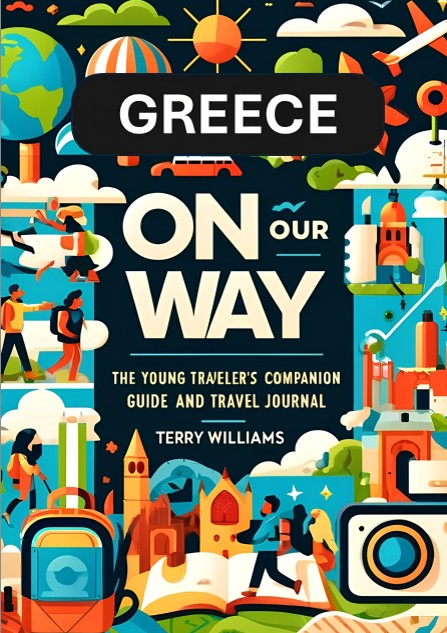 GREECE
ON OUR
WAY
THE YOUNG TRAVELER'S COMPANION
GUIDE AND TRAVEL JOURNAL
TERRY WILLIAMS